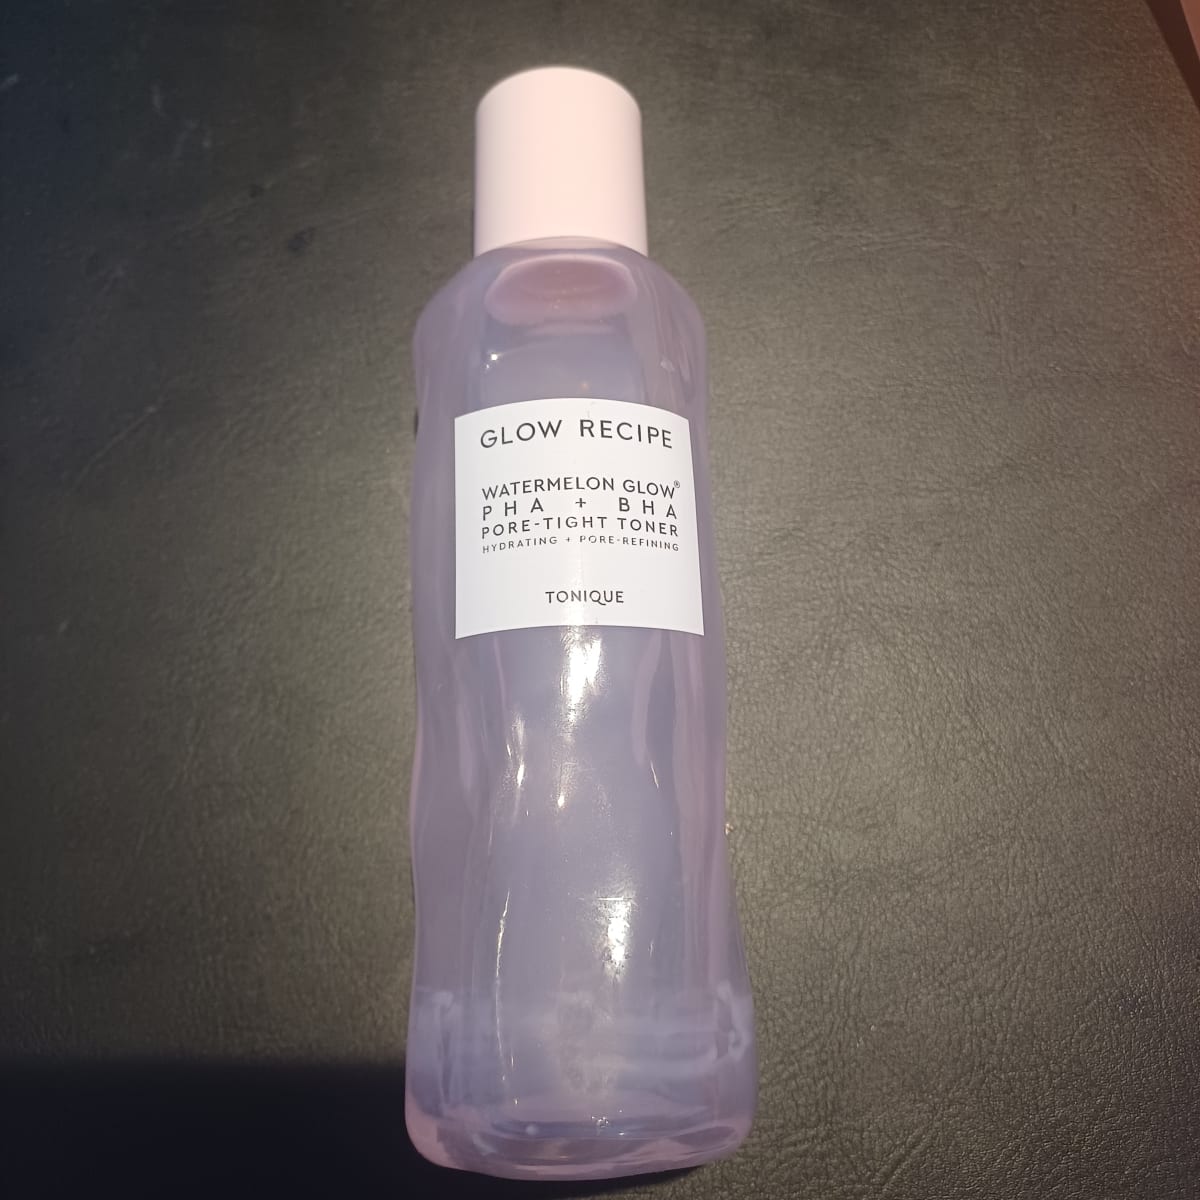 GLOW RECIPE
WATERMELON GLOW®
PHA + BHA
PORE-TIGHT TONER
HYDRATING + PORE-REFINING
TONIQUE